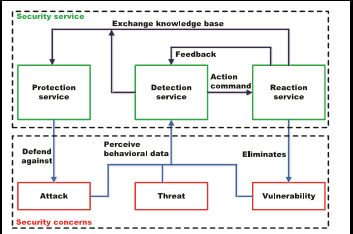 Security service
Exchange knowledge base
Feedback
Protection
service
Detection
service
Action
command
Reaction
service
Defend
against
Perceive
behavioral data
Eliminates
Attack
Threat
Vulnerability
Security concerns